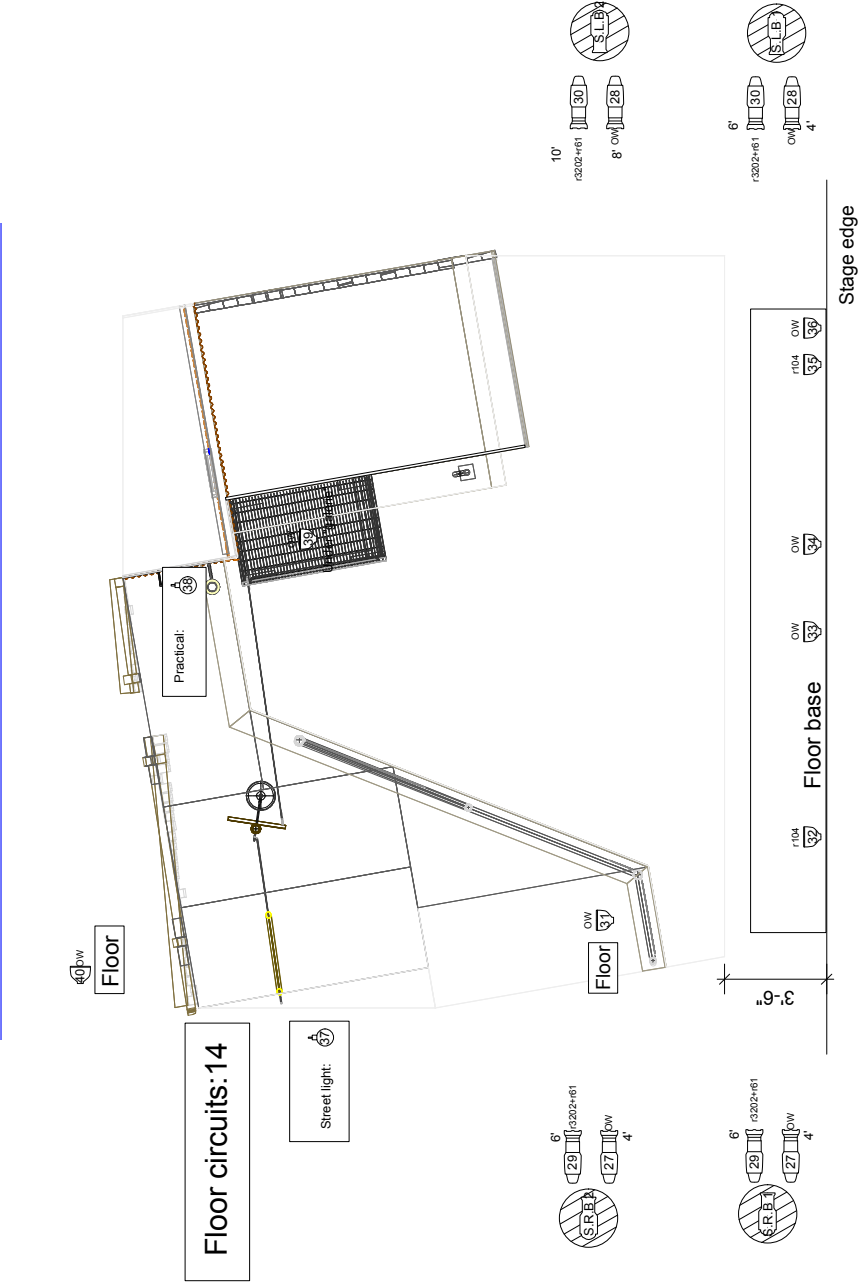 S.L.B 2
S.L.B 1
30
28
30
28
10'
r3202+r61
8'
OW
6'
r3202+r61
OW
4'
Stage edge
OW
36
r104
35
OW
34
OW
33
r104
32
Floor base
3'-6"
39
38
Practical:
40
OW
Floor
OW
31
Floor
Floor circuits:14
37
Street light:
6'
r3202+r61
29
OW
27
4'
S.R.B 2
6'
r3202+r61
29
OW
27
4'
S.R.B 1